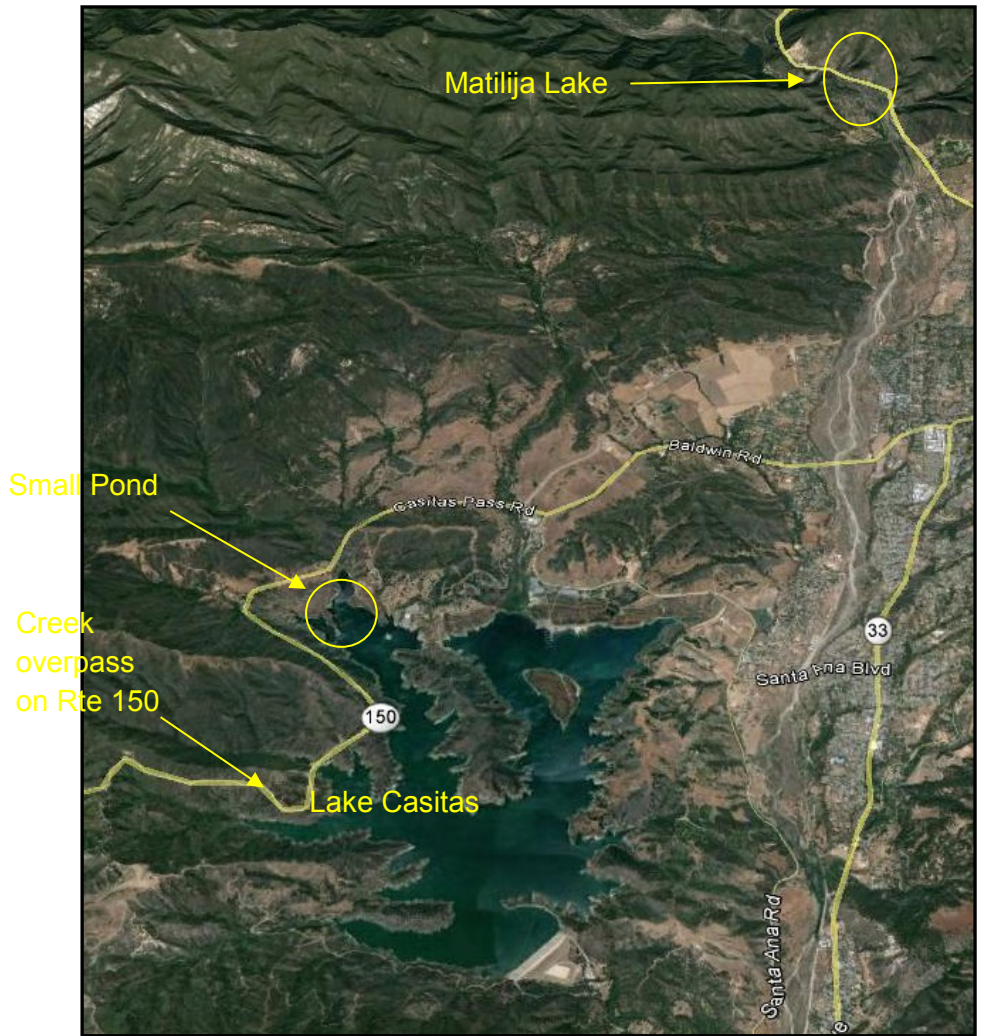 Matilija Lake
Baldwin Rd
Small Pond
Casitas Pass Rd
Creek
overpass
on Rte 150
33
Santa Ana Blvd
150
Lake Casitas
Santa Ana Rd